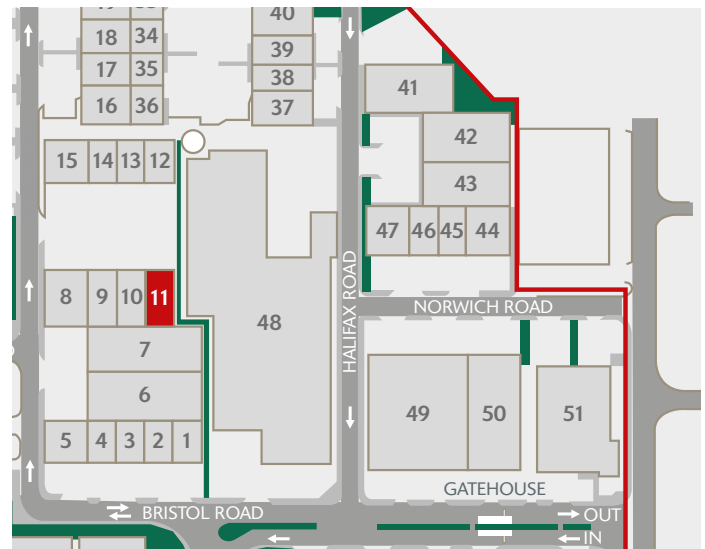 19 33
18 34
17 35
16 36
40
39
38
37
41
42
43
47 46 45 44
15 14 13 12
8 9 10 11
7
6
5 4 3 2 1
48
HALIFAX ROAD
NORWICH ROAD
49 50 51
GATEHOUSE
BRISTOL ROAD
OUT
IN